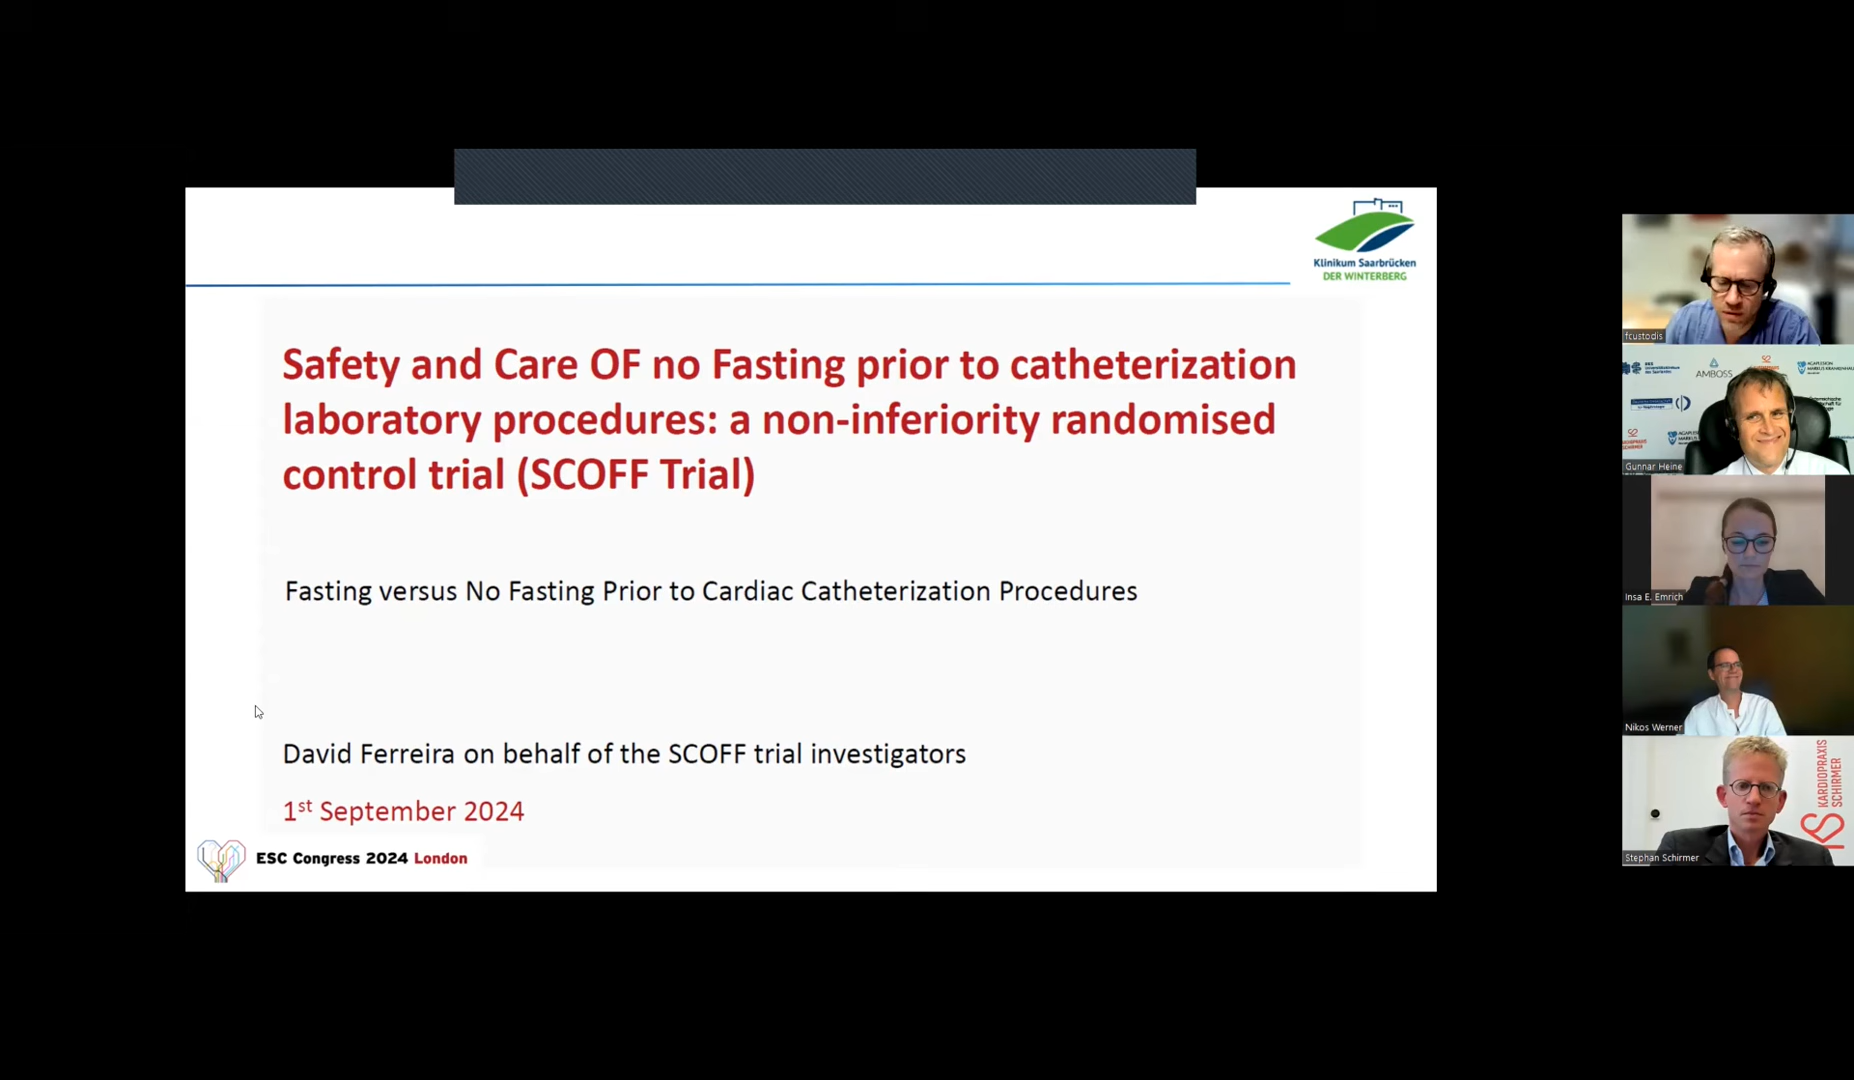 Klinikum Saarbrücken
DER WINTERBERG
Safety and Care OF no Fasting prior to catheterization
laboratory procedures: a non-inferiority randomised
control trial (SCOFF Trial)
Fasting versus No Fasting Prior to Cardiac Catheterization Procedures
David Ferreira on behalf of the SCOFF trial investigators
1st September 2024
ESC Congress 2024 London
fcustodis
AMBOSS
Gunnar Heine
Insa E. Emrich
Nikos Werner
KARDIOPRAXIS
SCHIRMER
Stephan Schirmer